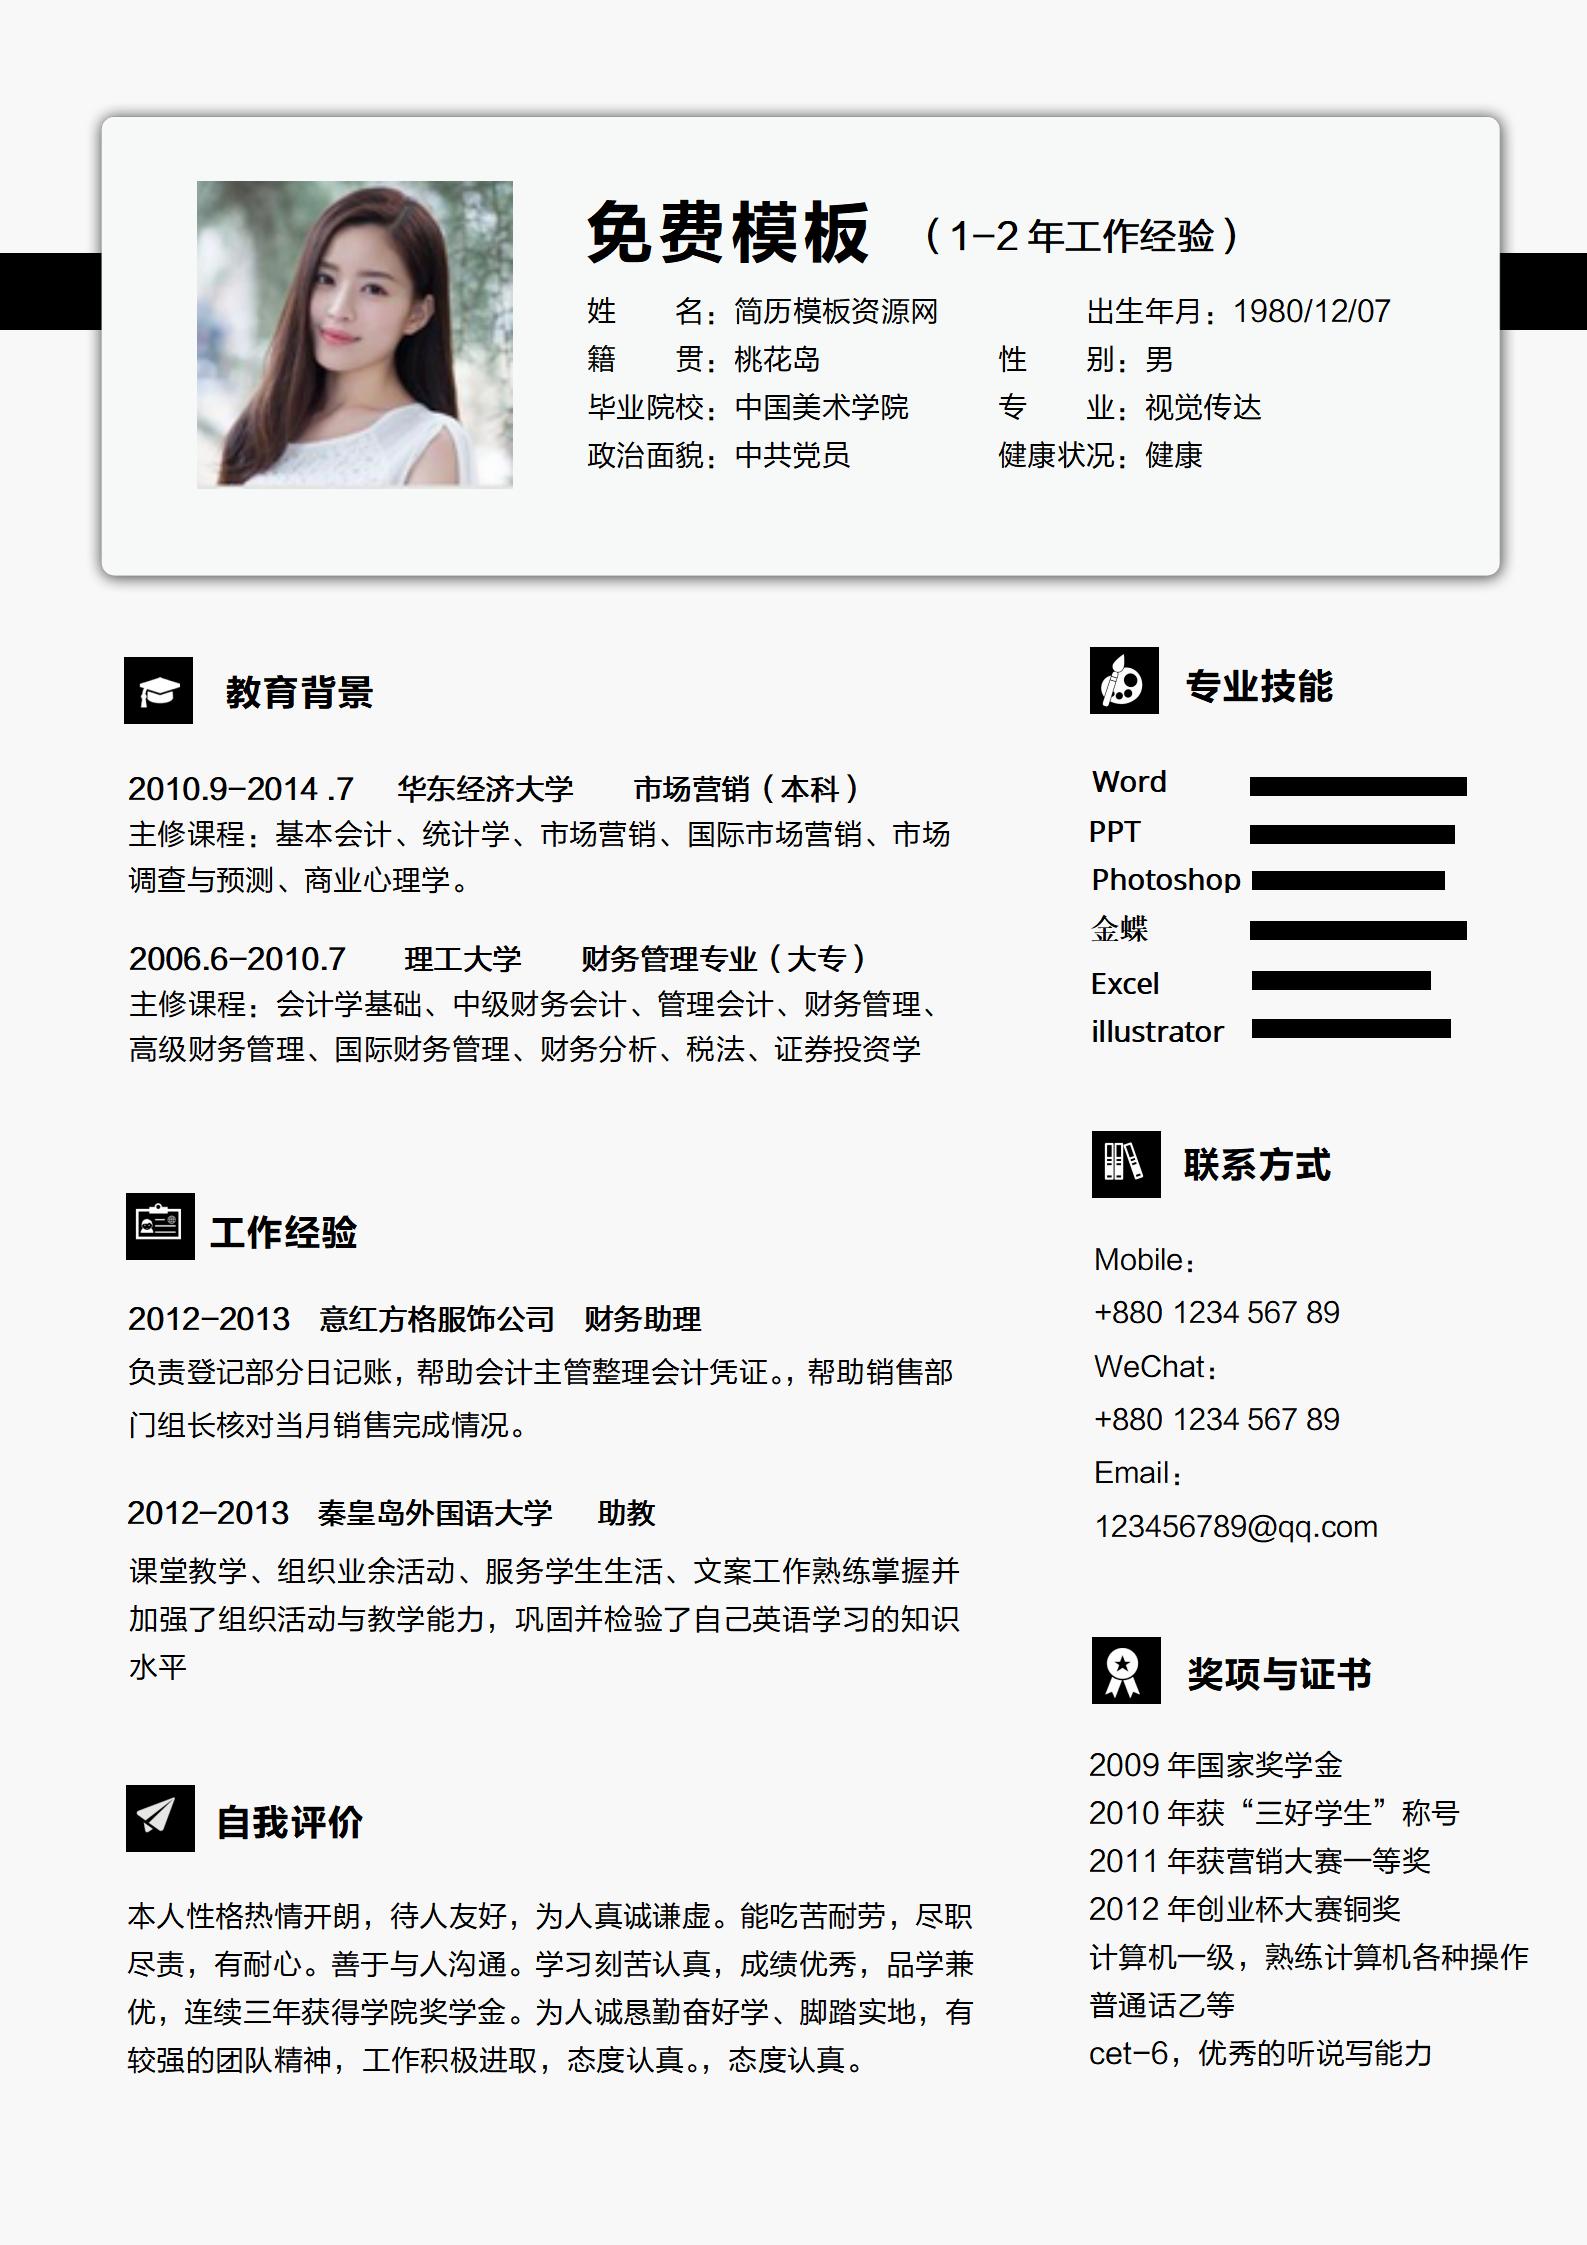 免费模板 （1-2 年工作经验）
姓　　名：简历模板资源网　　出生年月：1980/12/07
籍　　贯：桃花岛　　性　　别：男
毕业院校：中国美术学院　　专　　业：视觉传达
政治面貌：中共党员　　健康状况：健康
教育背景
2010.9-2014 .7　华东经济大学　　市场营销（本科）
主修课程：基本会计、统计学、市场营销、国际市场营销、市场
调查与预测、商业心理学。
2006.6-2010.7　　理工大学　　财务管理专业（大专）
主修课程：会计学基础、中级财务会计、管理会计、财务管理、
高级财务管理、国际财务管理、财务分析、税法、证券投资学
工作经验
2012-2013　意红方格服饰公司　财务助理
负责登记部分日记账，帮助会计主管整理会计凭证。，帮助销售部
门组长核对当月销售完成情况。
2012-2013　秦皇岛外国语大学　助教
课堂教学、组织业余活动、服务学生生活、文案工作熟练掌握并
加强了组织活动与教学能力，巩固并检验了自己英语学习的知识
水平
自我评价
本人性格热情开朗，待人友好，为人真诚谦虚。能吃苦耐劳，尽职
尽责，有耐心。善于与人沟通。学习刻苦认真，成绩优秀，品学兼
优，连续三年获得学院奖学金。为人诚恳勤奋好学、脚踏实地，有
较强的团队精神，工作积极进取，态度认真。，态度认真。
专业技能
Word
PPT
Photoshop
金蝶
Excel
illustrator
联系方式
Mobile：
+880 1234 567 89
WeChat：
+880 1234 567 89
Email：
123456789@qq.com
奖项与证书
2009 年国家奖学金
2010 年获“三好学生”称号
2011 年获营销大赛一等奖
2012 年创业杯大赛铜奖
计算机一级，熟练计算机各种操作
普通话乙等
cet-6，优秀的听说写能力